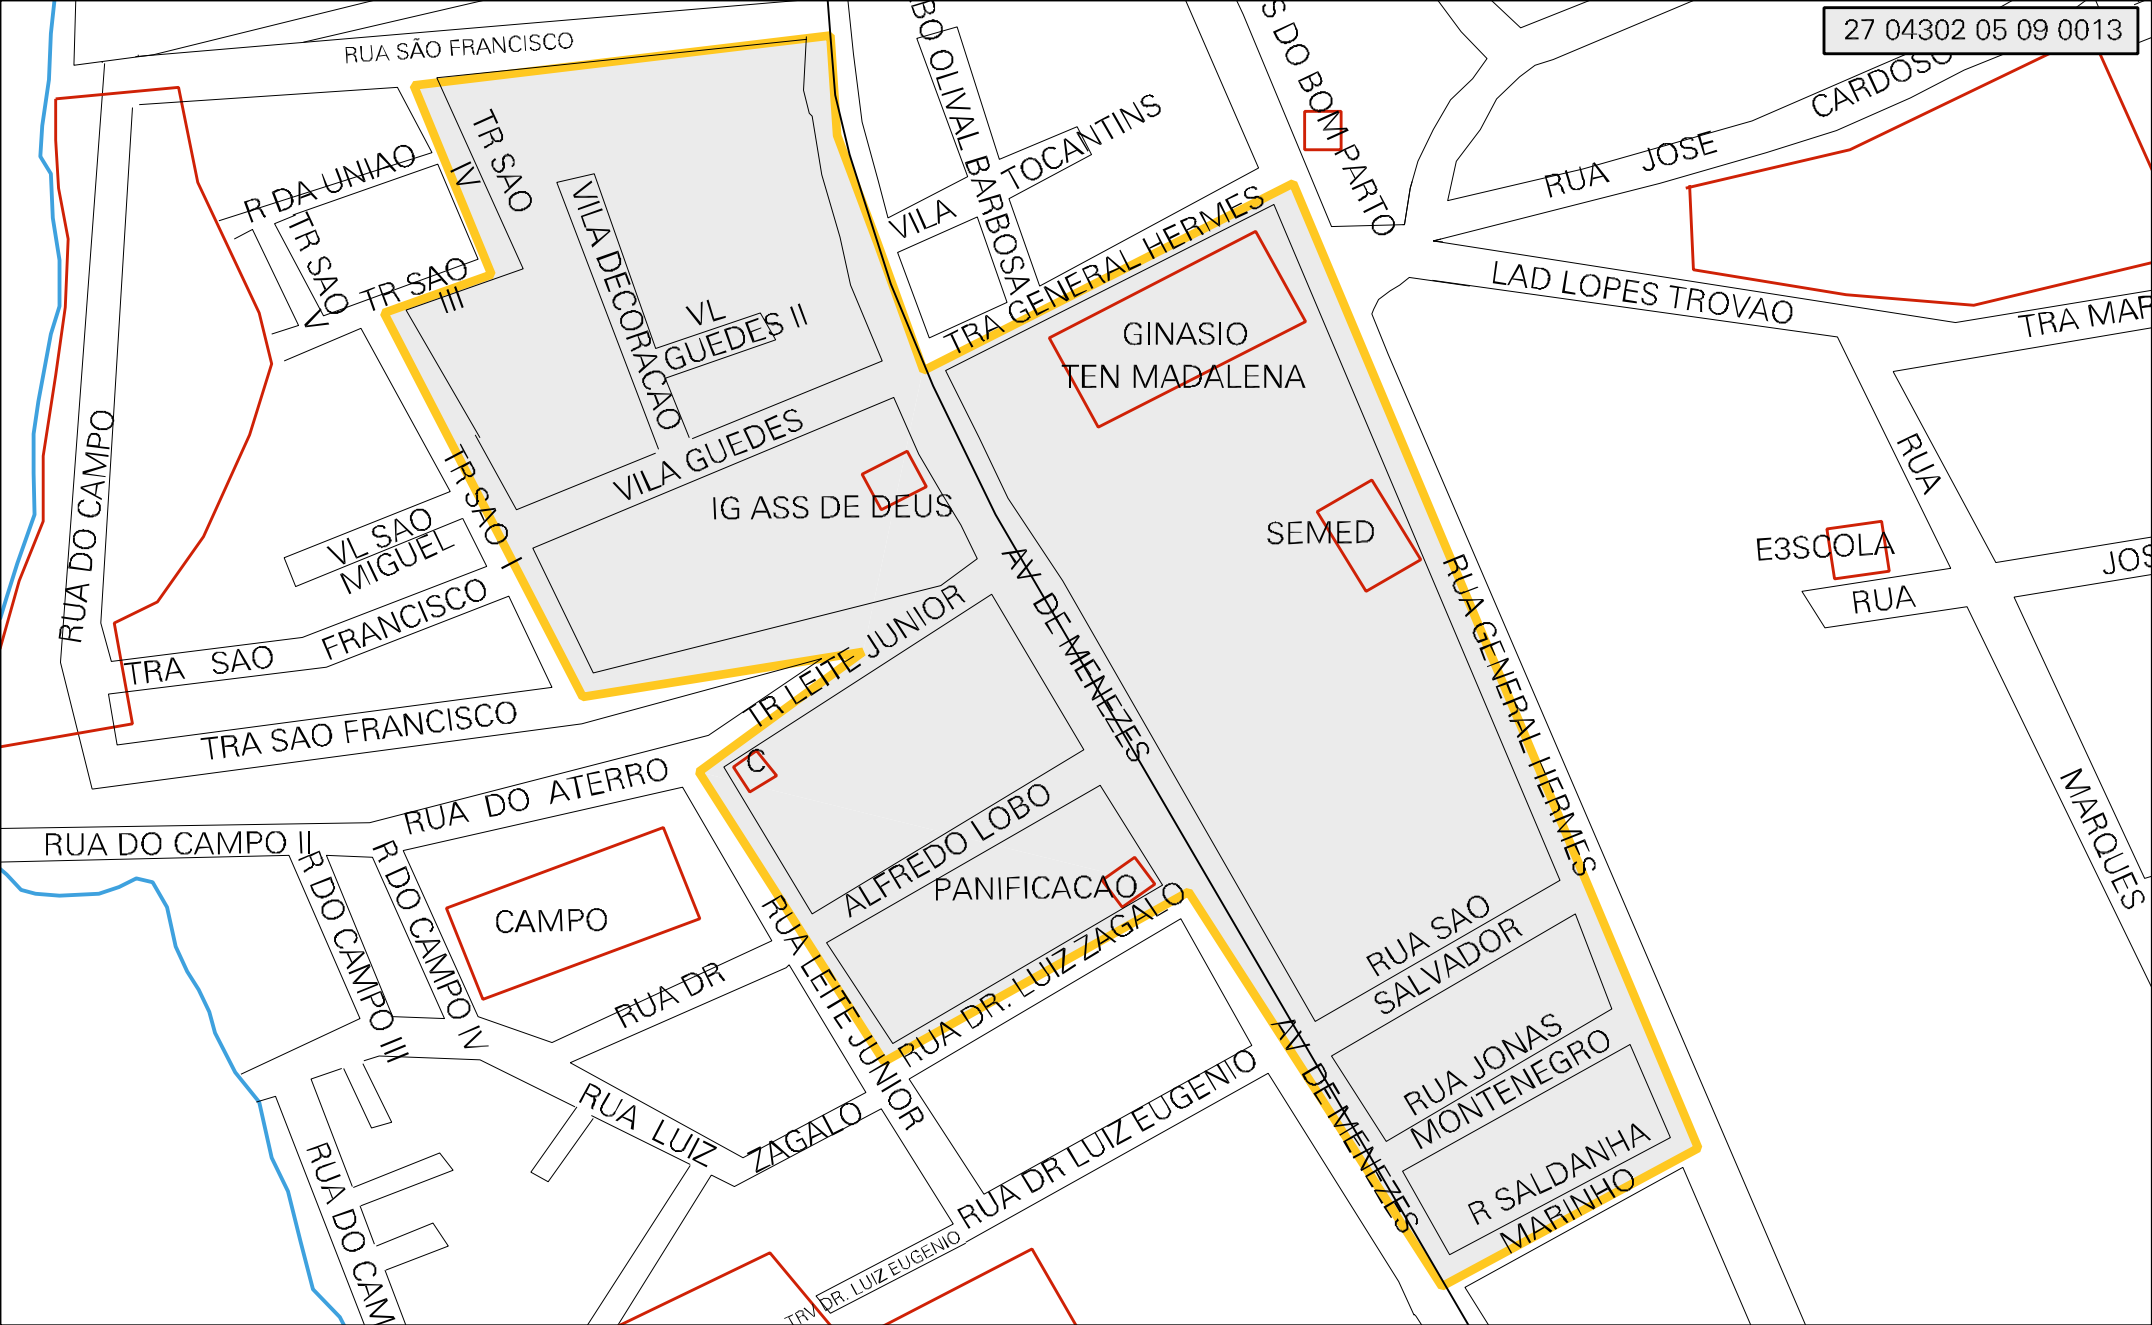 27 04302 05 09 0013
RUA SÃO FRANCISCO
BO OLIVAL BARBOSA
S DO BOM PARTO
CARDOSO
RUA JOSE
TR SAO
IV
R DA UNIAO
TR SAO
V
TR SAO
III
VILA TOCANTINS
TRA GENERAL HERMES
VILA DECORACAO
VL
GUEDES II
GINASIO
TEN MADALENA
LAD LOPES TROVAO
TRA MAR
RUA DO CAMPO
VILA GUEDES
TR SAO I
IG ASS DE DEUS
SEMED
RUA
VL SAO
MIGUEL
E3SCOLA
JOS
RUA
TRA SAO FRANCISCO
TR LEITE JUNIOR
AV DE MENEZES
RUA GENERAL HERMES
TRA SAO FRANCISCO
C
RUA DO ATERRO
RUA DO CAMPO II
R DO CAMPO III
R DO CAMPO IV
CAMPO
ALFREDO LOBO
PANIFICACAO
MARQUES
RUA SAO
SALVADOR
RUA LEITE JUNIOR
RUA DR. LUIZ ZAGALO
RUA DR
RUA JONAS
MONTENEGRO
AV DE MENEZES
RUA LUIZ
ZAGALO
RUA DR LUIZ EUGENIO
R SALDANHA
MARINHO
RUA DO CAM
TRV DR. LUIZ EUGENIO